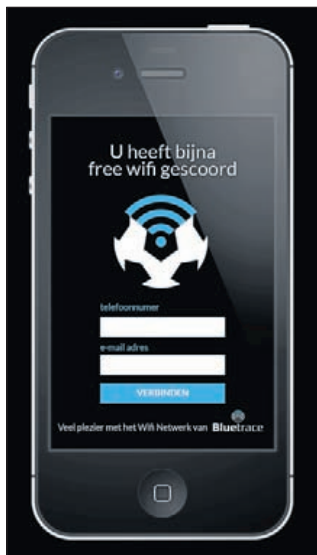 U heeft bijna
free wifi gescoord
telefoonnumer
e-mail adres
VERBINDEN
Veel plezier met het Wifi Netwerk van Bluetrace